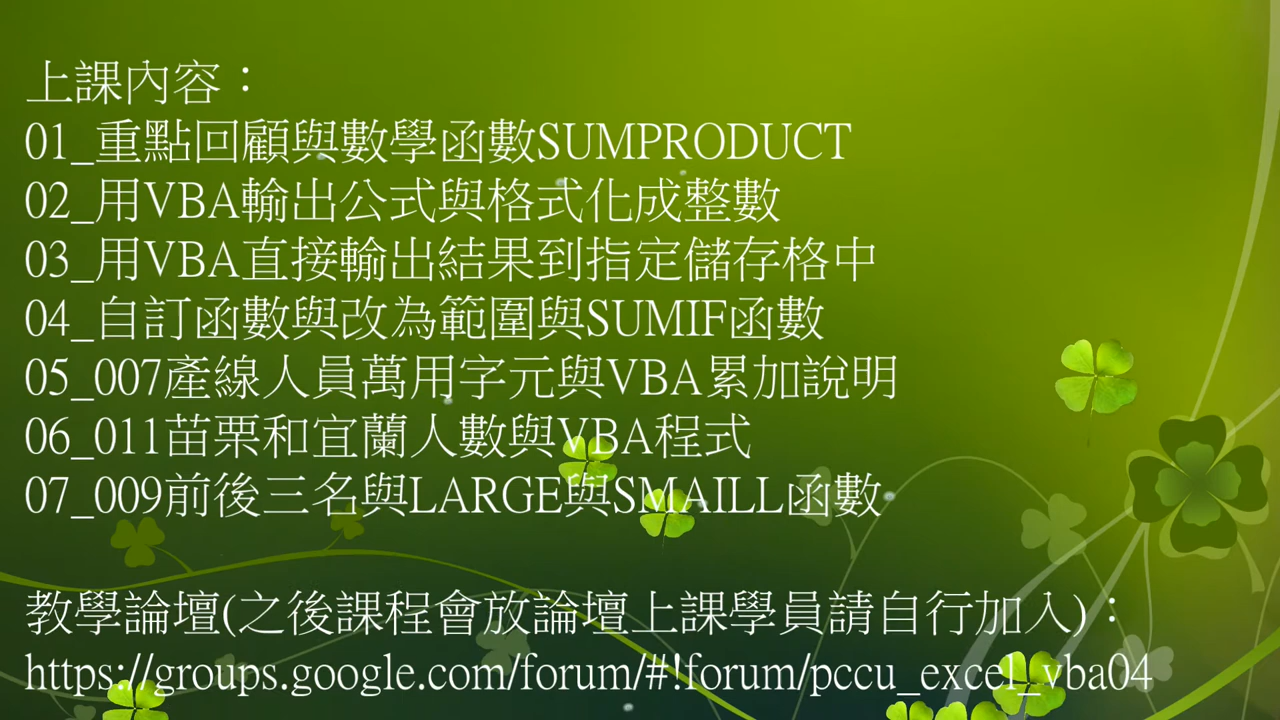 上課內容：
01_重點回顧與數學函數SUMPRODUCT
02_用VBA輸出公式與格式化成整數
03_用VBA直接輸出結果到指定儲存格中
04_自訂函數與改為範圍與SUMIF函數
05_007產線人員萬用字元與VBA累加說明
06_011苗栗和宜蘭人數與VBA程式
07_009前後三名與LARGE與SMAILL函數
教學論壇(之後課程會放論壇上課學員請自行加入)：
https://groups.google.com/forum/#!forum/pccu_excel_vba04